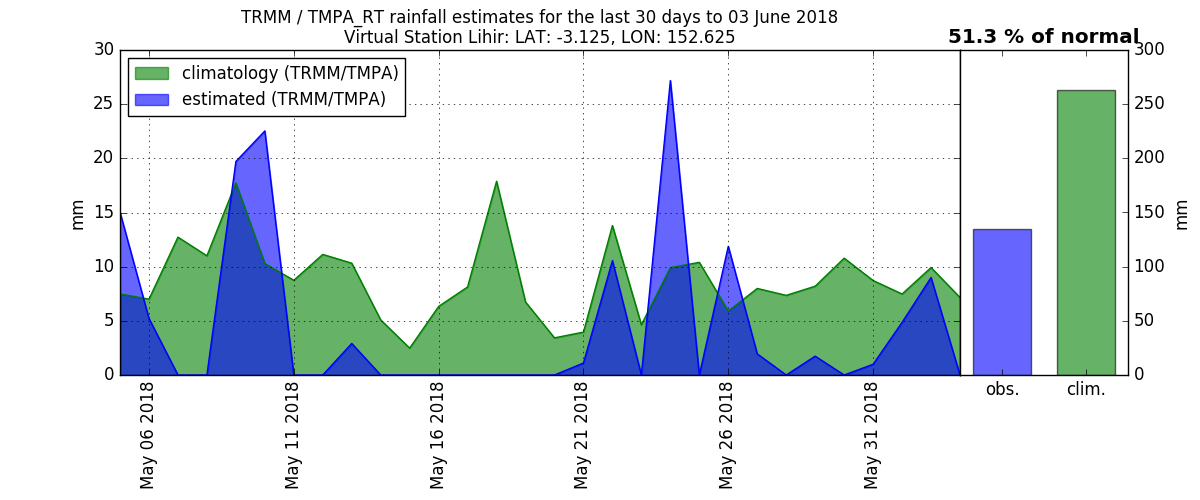 TRMM / TMPA_RT rainfall estimates for the last 30 days to 03 June 2018
Virtual Station Lihir: LAT: -3.125, LON: 152.625
51.3 % of normal
climatology (TRMM/TMPA)
estimated (TRMM/TMPA)
30
25
20
15
10
5
0
mm
May 06 2018
May 11 2018
May 16 2018
May 21 2018
May 26 2018
May 31 2018
obs.
clim.
300
250
200
150
100
50
0
mm